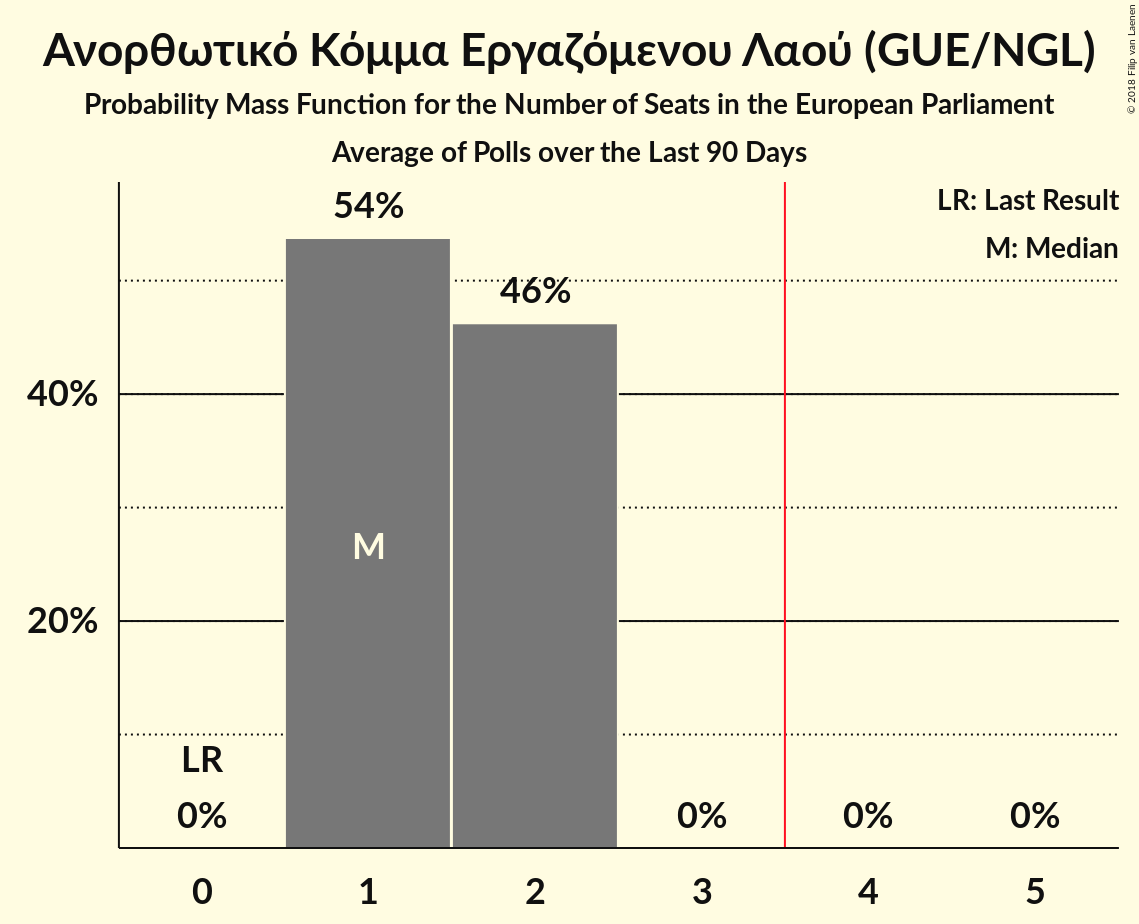 Ανορθωτικό Κόμμα Εργαζόμενου Λαού (GUE/NGL)
Probability Mass Function for the Number of Seats in the European Parliament
Average of Polls over the Last 90 Days
© 2018 Filip van Laenen
LR: Last Result
M: Median
54%
46%
40%
M
20%
LR
0%
0%
0%
0%
0
1
2
3
4
5